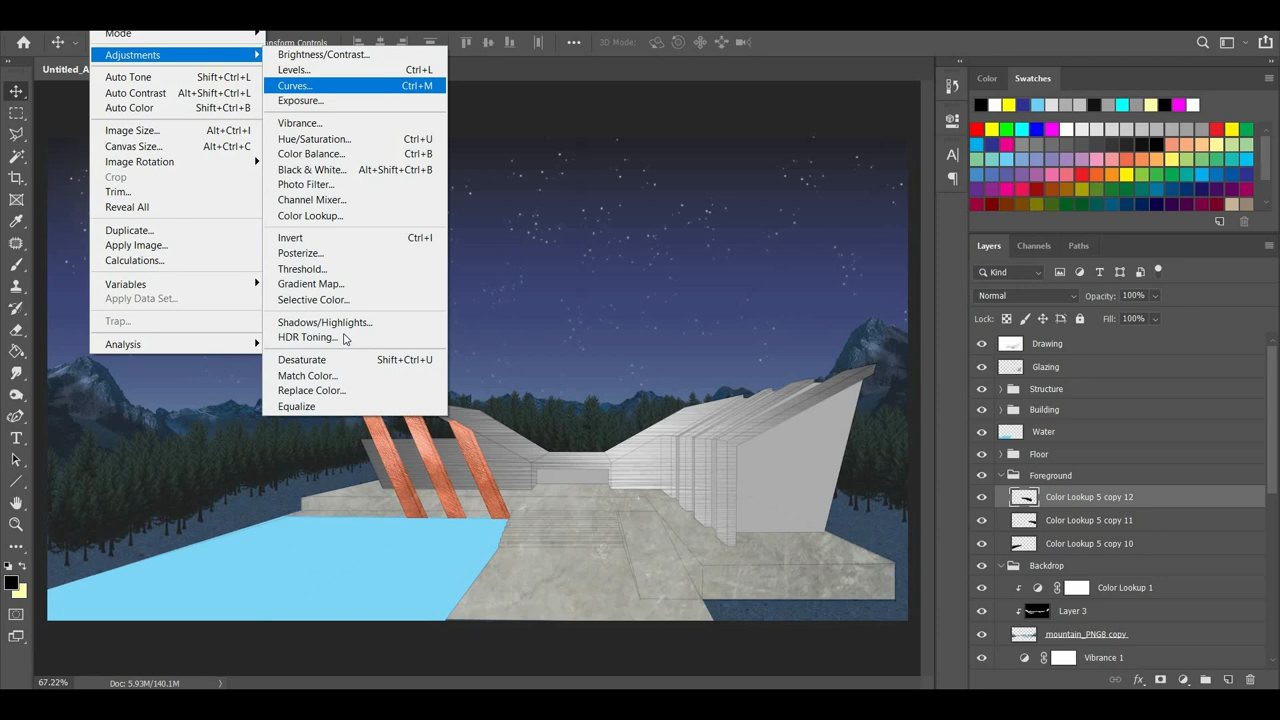 Mode
Adjustments
Auto Tone Shift+Ctrl+L
Auto Contrast Alt+Shift+Ctrl+L
Auto Color Shift+Ctrl+B
Image Size... Alt+Ctrl+I
Canvas Size... Alt+Ctrl+C
Image Rotation
Crop
Trim...
Reveal All
Duplicate...
Apply Image...
Calculations...
Variables
Apply Data Set...
Trap...
Analysis
Brightness/Contrast...
Levels... Ctrl+L
Curves... Ctrl+M
Exposure...
Vibrance...
Hue/Saturation... Ctrl+U
Color Balance... Ctrl+B
Black & White... Alt+Shift+Ctrl+B
Photo Filter...
Channel Mixer...
Color Lookup...
Invert Ctrl+I
Posterize...
Threshold...
Gradient Map...
Selective Color...
Shadows/Highlights...
HDR Toning...
Desaturate Shift+Ctrl+U
Match Color...
Replace Color...
Equalize
ansform Controls
3D Mode:
Untitled_A
Color Swatches
Layers Channels Paths
Kind
Normal Opacity: 100%
Lock: Fill: 100%
Drawing
Glazing
Structure
Building
Water
Floor
Foreground
Color Lookup 5 copy 12
Color Lookup 5 copy 11
Color Lookup 5 copy 10
Backdrop
Color Lookup 1
Layer 3
mountain_PNG8 copy
Vibrance 1
67.22% Doc: 5.93M/140.1M